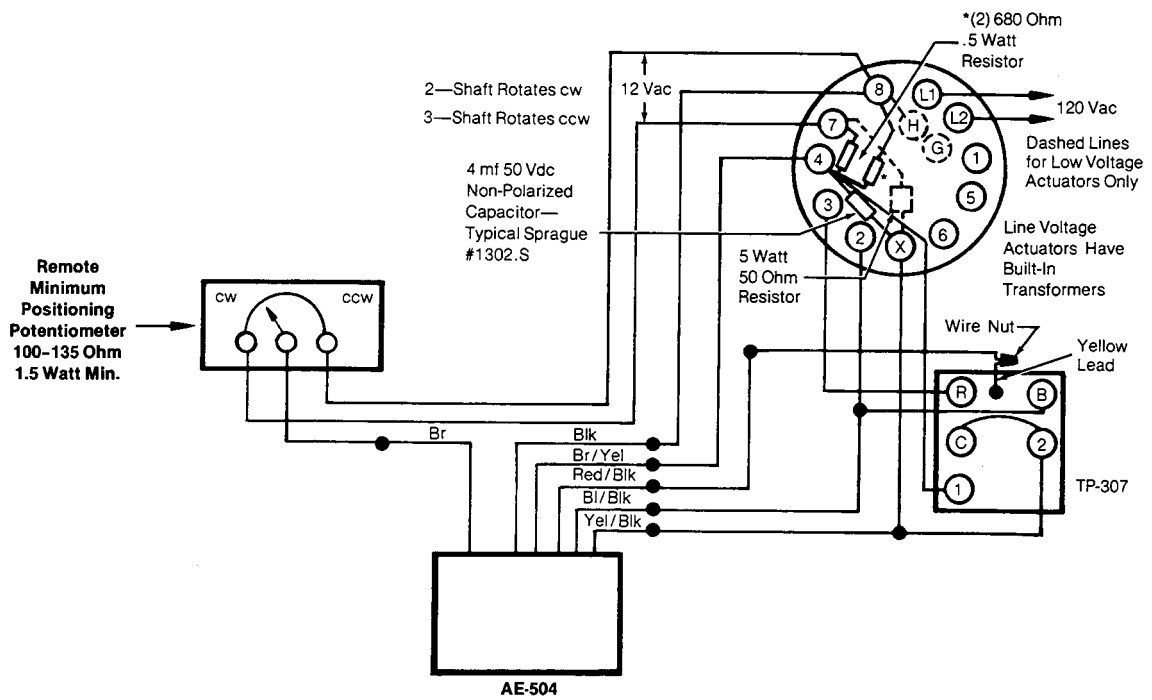 *(2) 680 Ohm
.5 Watt
Resistor
2—Shaft Rotates cw
3—Shaft Rotates ccw
12 Vac
8
L1
L2
120 Vac
7
H
G
4
1
*
3
5
2
X
6
Dashed Lines
for Low Voltage
Actuators Only
4 mf 50 Vdc
Non-Polarized
Capacitor—
Typical Sprague
#1302.S
5 Watt
50 Ohm
Resistor
Line Voltage
Actuators Have
Built-In
Transformers
Remote
Minimum
Positioning
Potentiometer
100–135 Ohm
1.5 Watt Min.
CW
CCW
Wire Nut
Yellow
Lead
R
B
C
2
1
TP-307
Br
Blk
Br/Yel
Red/Blk
Bl/Blk
Yel/Blk
AE-504